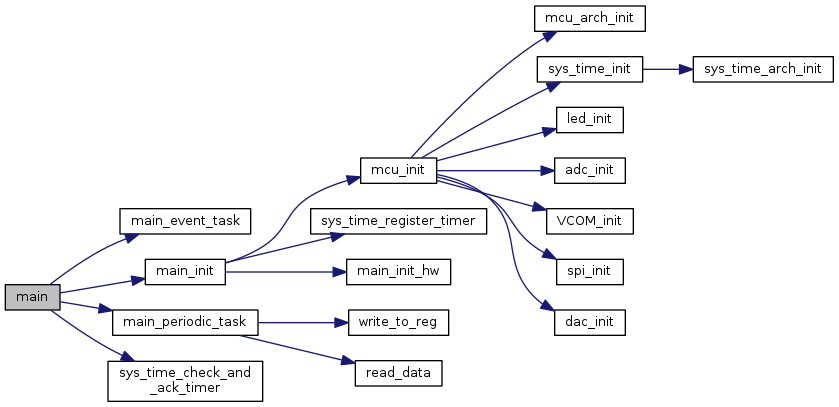 mcu_arch_init
sys_time_init
sys_time_arch_init
led_init
mcu_init
adc_init
main_event_task
sys_time_register_timer
VCOM_init
main_init
main_init_hw
spi_init
main
main_periodic_task
write_to_reg
dac_init
sys_time_check_and
_ack_timer
read_data